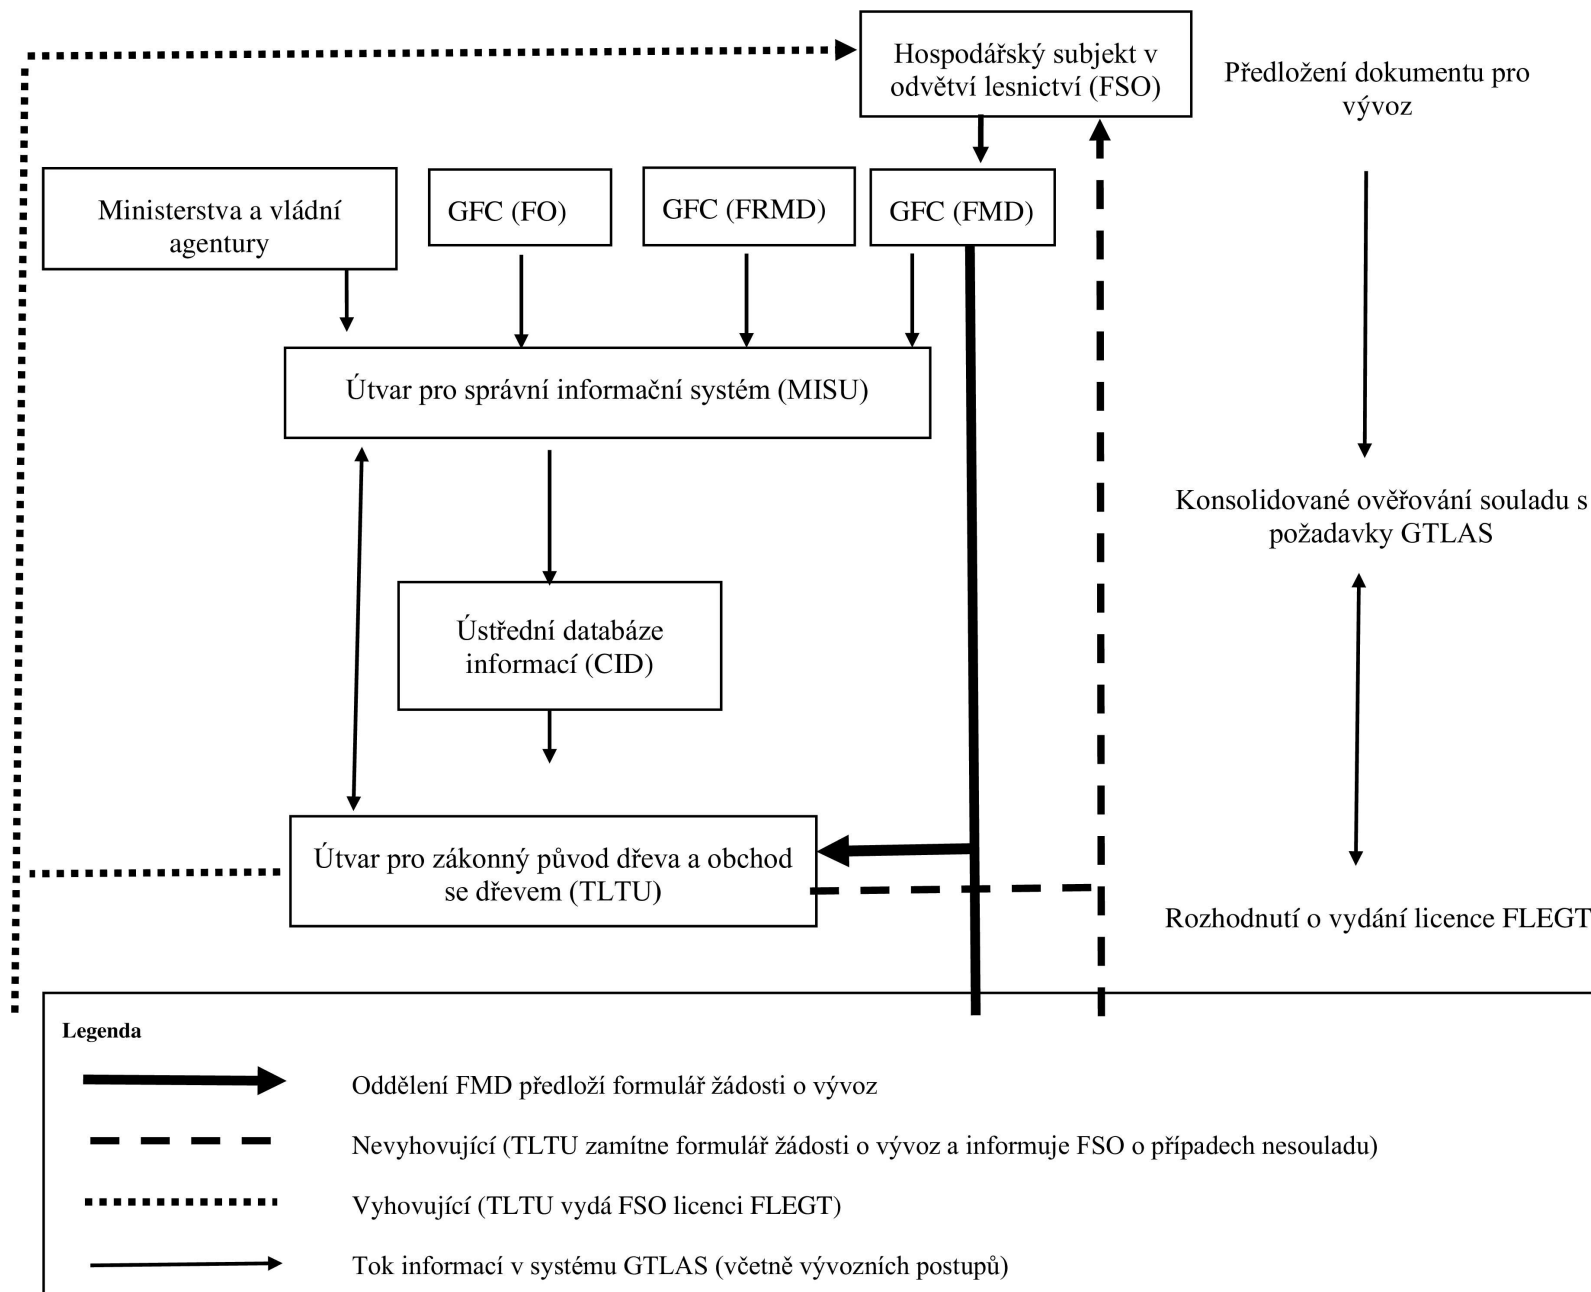 Hospodářský subjekt v
odvětví lesnictví (FSO)
Předložení dokumentu pro
vývoz
Ministerstva a vládní
agentury
GFC (FO)
GFC (FRMD)
GFC (FMD)
Útvar pro správní informační systém (MISU)
Konsolidované ověřování souladu s
požadavky GTLAS
Ústřední databáze
informací (CID)
Útvar pro zákonný původ dřeva a obchod
se dřevem (TLTU)
Rozhodnutí o vydání licence FLEGT
Legenda
Oddělení FMD předloží formulář žádosti o vývoz
Nevyhovující (TLTU zamítne formulář žádosti o vývoz a informuje FSO o případech nesouladu)
Vyhovující (TLTU vydá FSO licenci FLEGT)
Tok informací v systému GTLAS (včetně vývozních postupů)